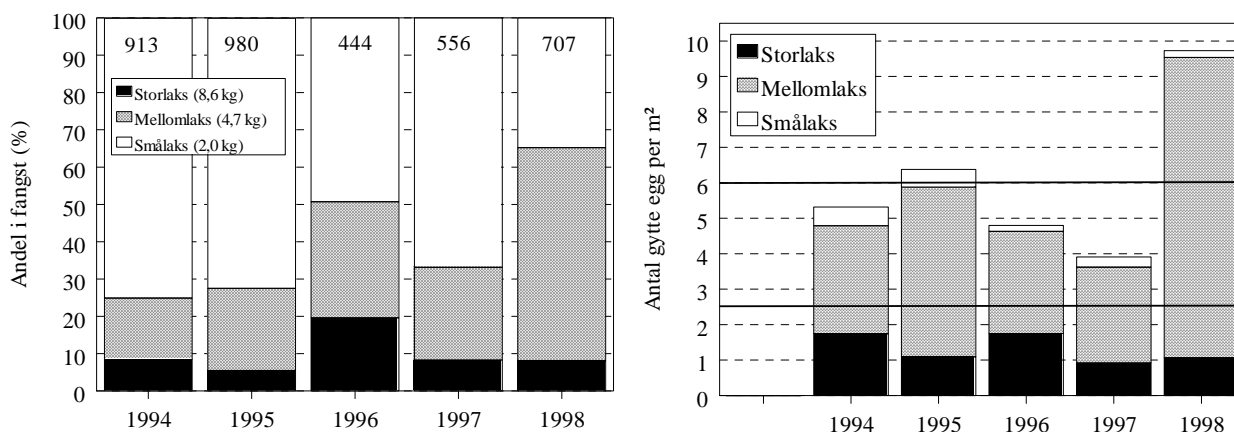 Andel i fangst (%)
100
90
80
70
60
50
40
30
20
10
0
913 980 444 556 707
Storlaks (8,6 kg)
Mellomlaks (4,7 kg)
Smålaks (2,0 kg)
1994 1995 1996 1997 1998
Antal gytte egg per m²
10
9
8
7
6
5
4
3
2
1
0
Storlaks
Mellomlaks
Smålaks
1994 1995 1996 1997 1998